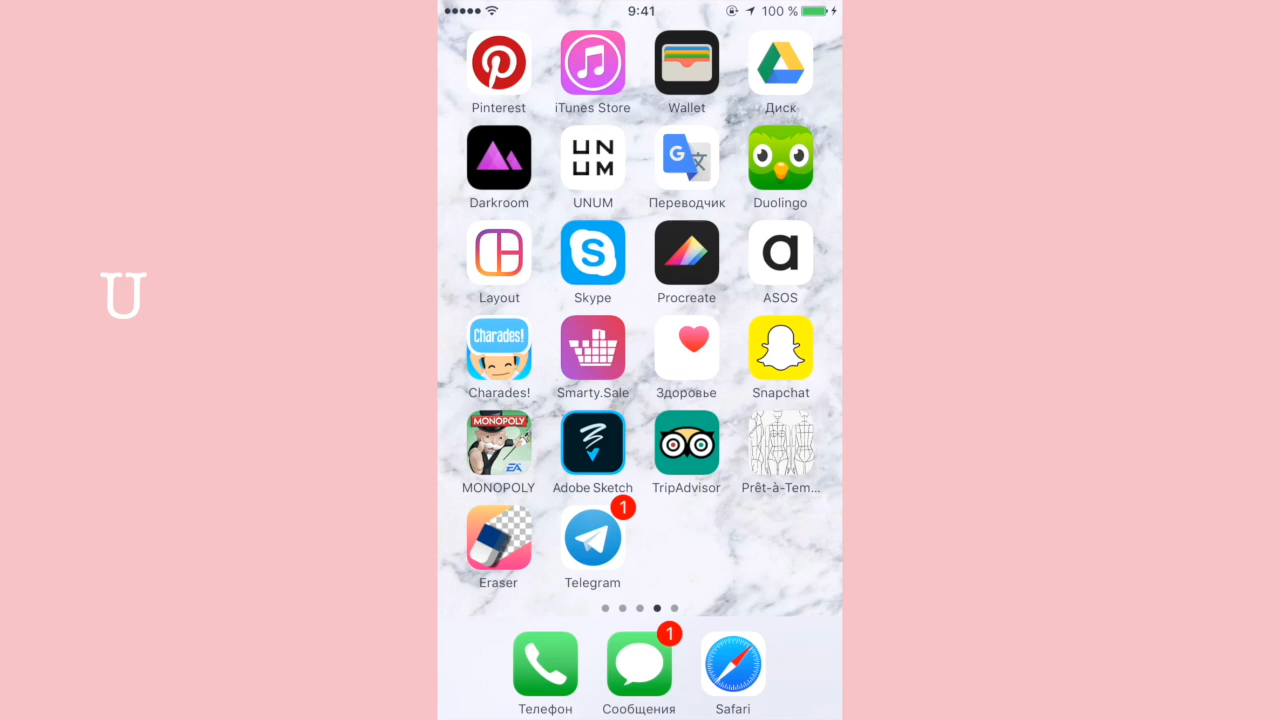 9:41
100 %
Pinterest
iTunes Store
Wallet
Диск
UN
UM
G
Darkroom
UNUM
Переводчик
Duolingo
S
a
Layout
Skype
Procreate
ASOS
U
Charades!
Charades!
Smarty.Sale
Здоровье
Snapchat
MONOPOLY
EA
MONOPOLY
Adobe Sketch
TripAdvisor
Prêt-à-Tem...
1
Eraser
Telegram
1
Телефон
Сообщения
Safari